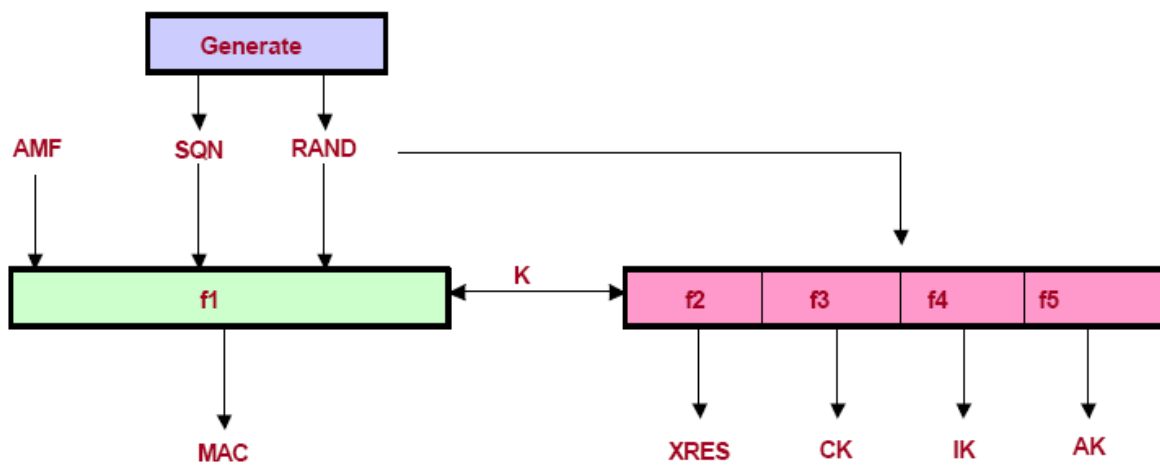 Generate
AMF SQN RAND
K
f1 f2 f3 f4 f5
MAC XRES CK IK AK